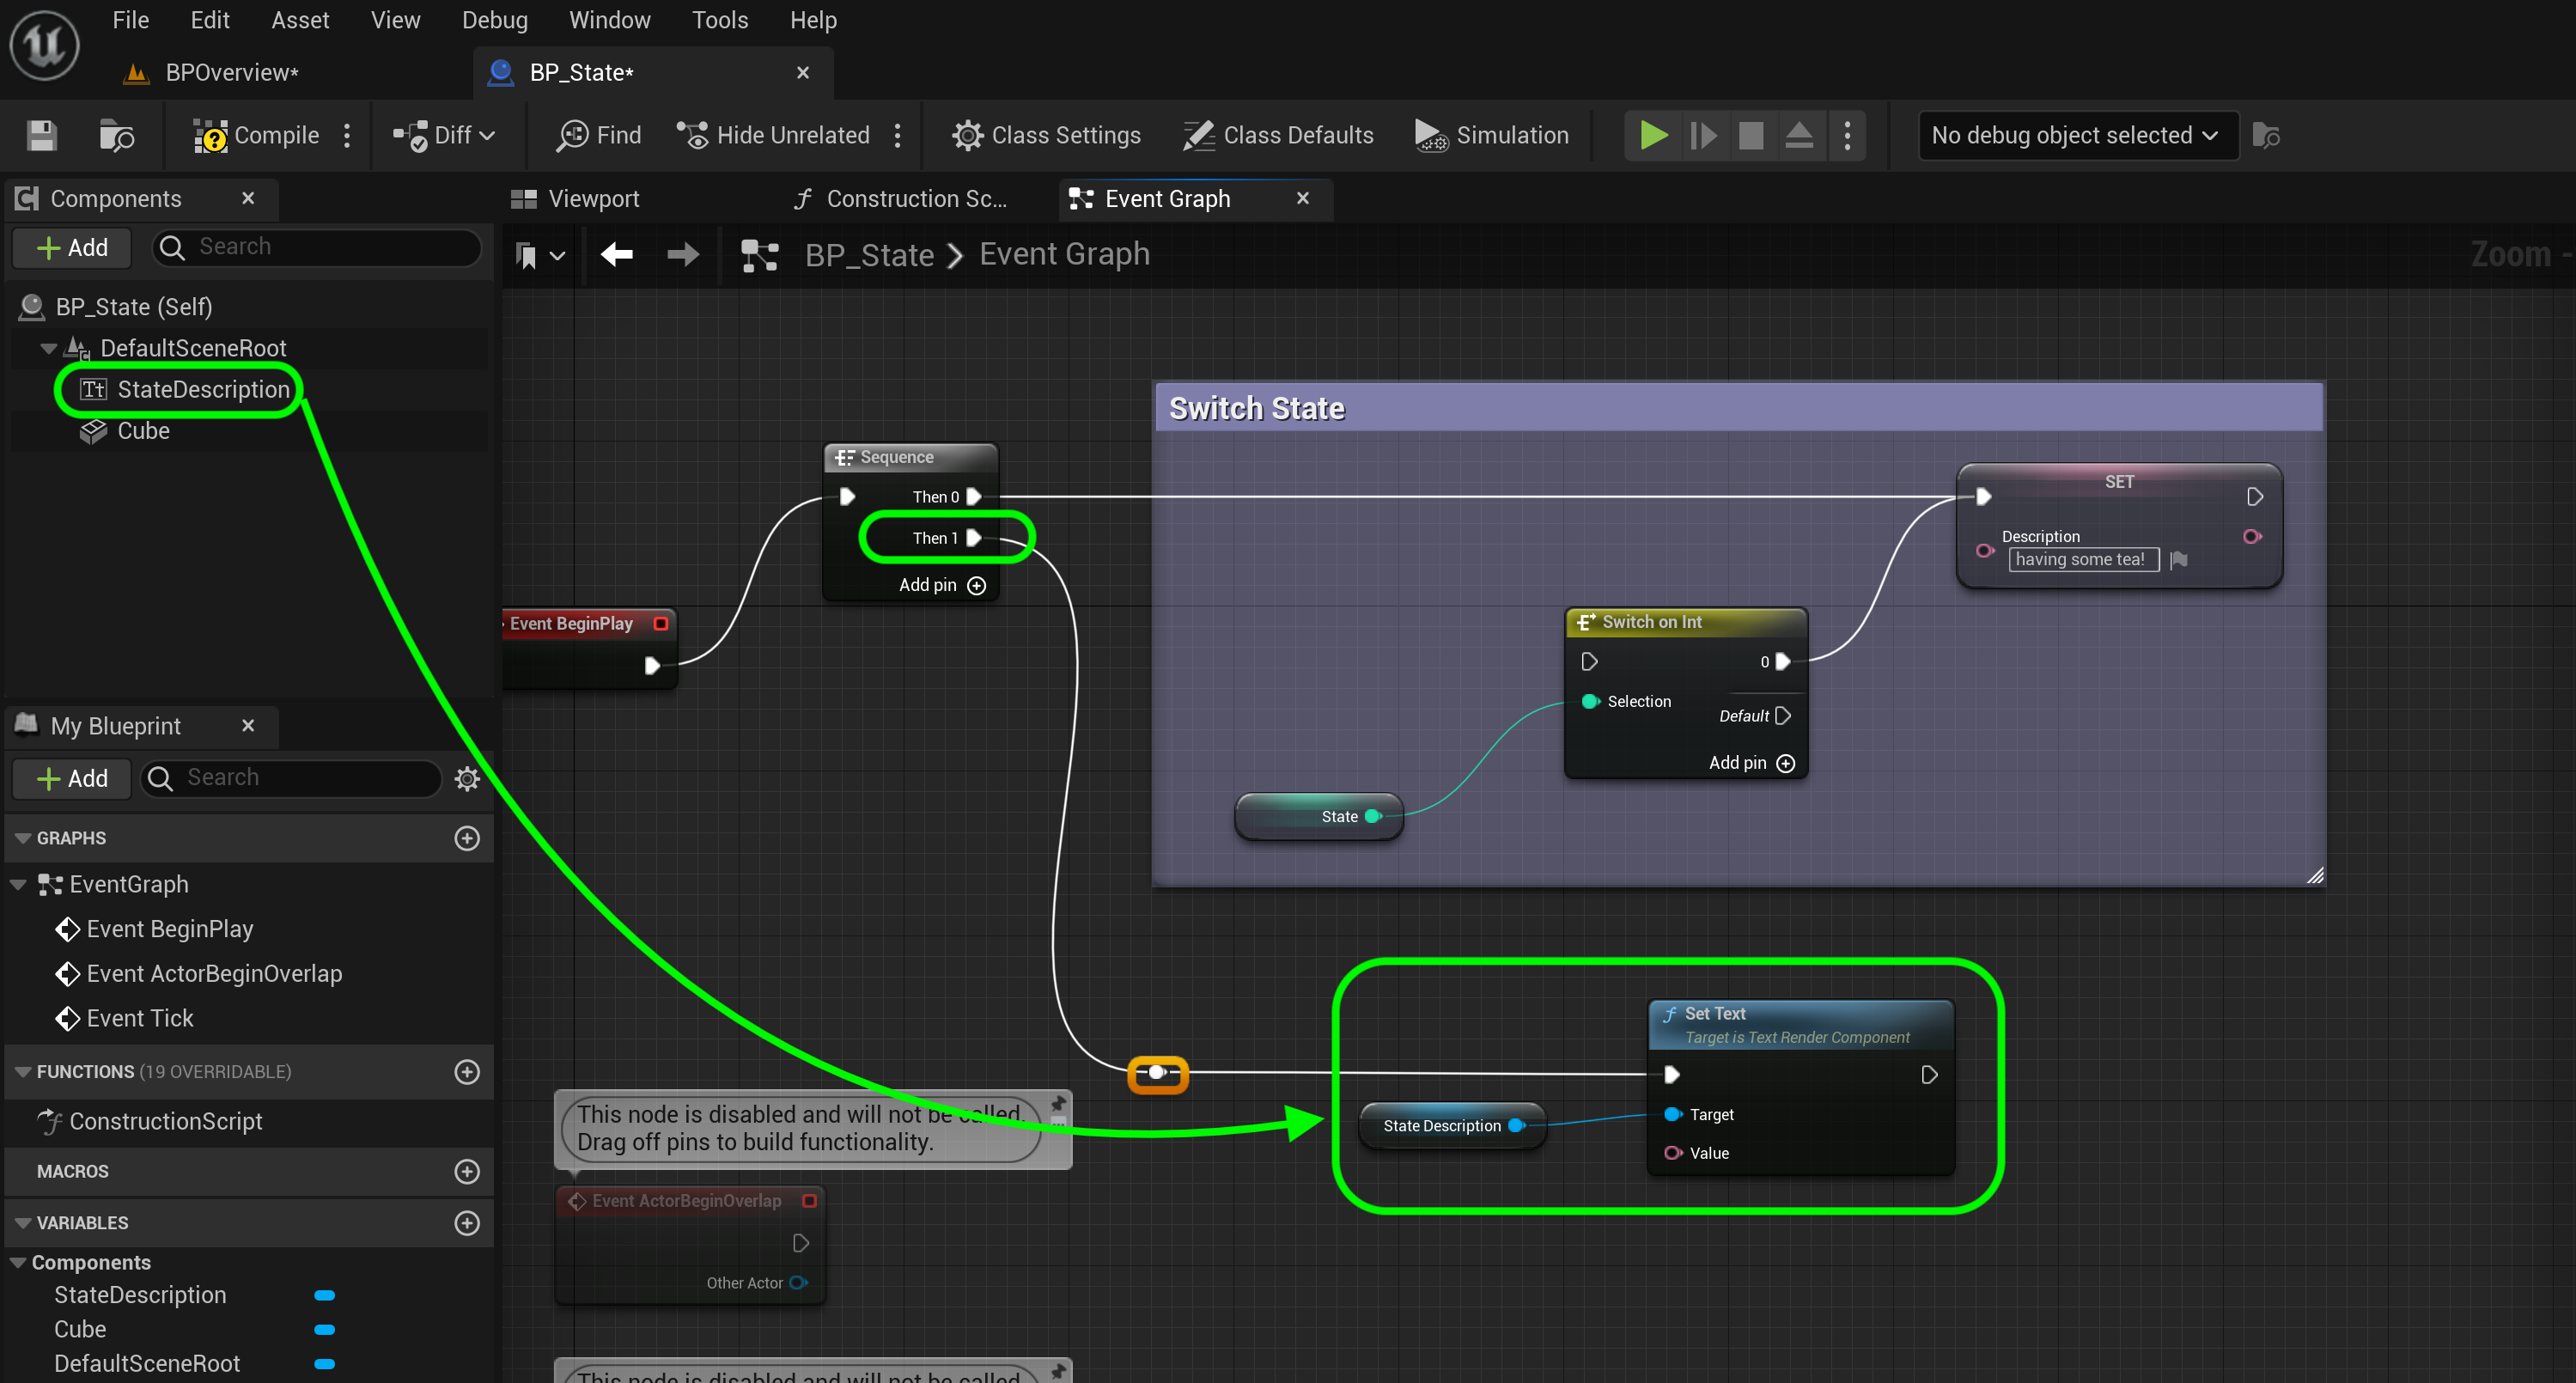 File Edit Asset View Debug Window Tools Help
BPOverview* BP_State*
Compile Diff Find Hide Unrelated Class Settings Class Defaults Simulation No debug object selected
Components Viewport Construction Sc... Event Graph
Add Search
BP_State > Event Graph
Zoom -
BP_State (Self)
DefaultSceneRoot
StateDescription
Cube
Switch State
Sequence
Then 0
Then 1
Add pin
SET
Description
having some tea!
Event BeginPlay
Switch on Int
0
Selection
Default
Add pin
State
My Blueprint
Add Search
GRAPHS
EventGraph
Event BeginPlay
Event ActorBeginOverlap
Event Tick
FUNCTIONS (19 OVERRIDABLE)
ConstructionScript
MACROS
VARIABLES
Components
StateDescription
Cube
DefaultSceneRoot
Set Text
Target is Text Render Component
State Description
Target
Value
This node is disabled and will not be called.
Drag off pins to build functionality.
Event ActorBeginOverlap
Other Actor
This node is disabled and will not be called